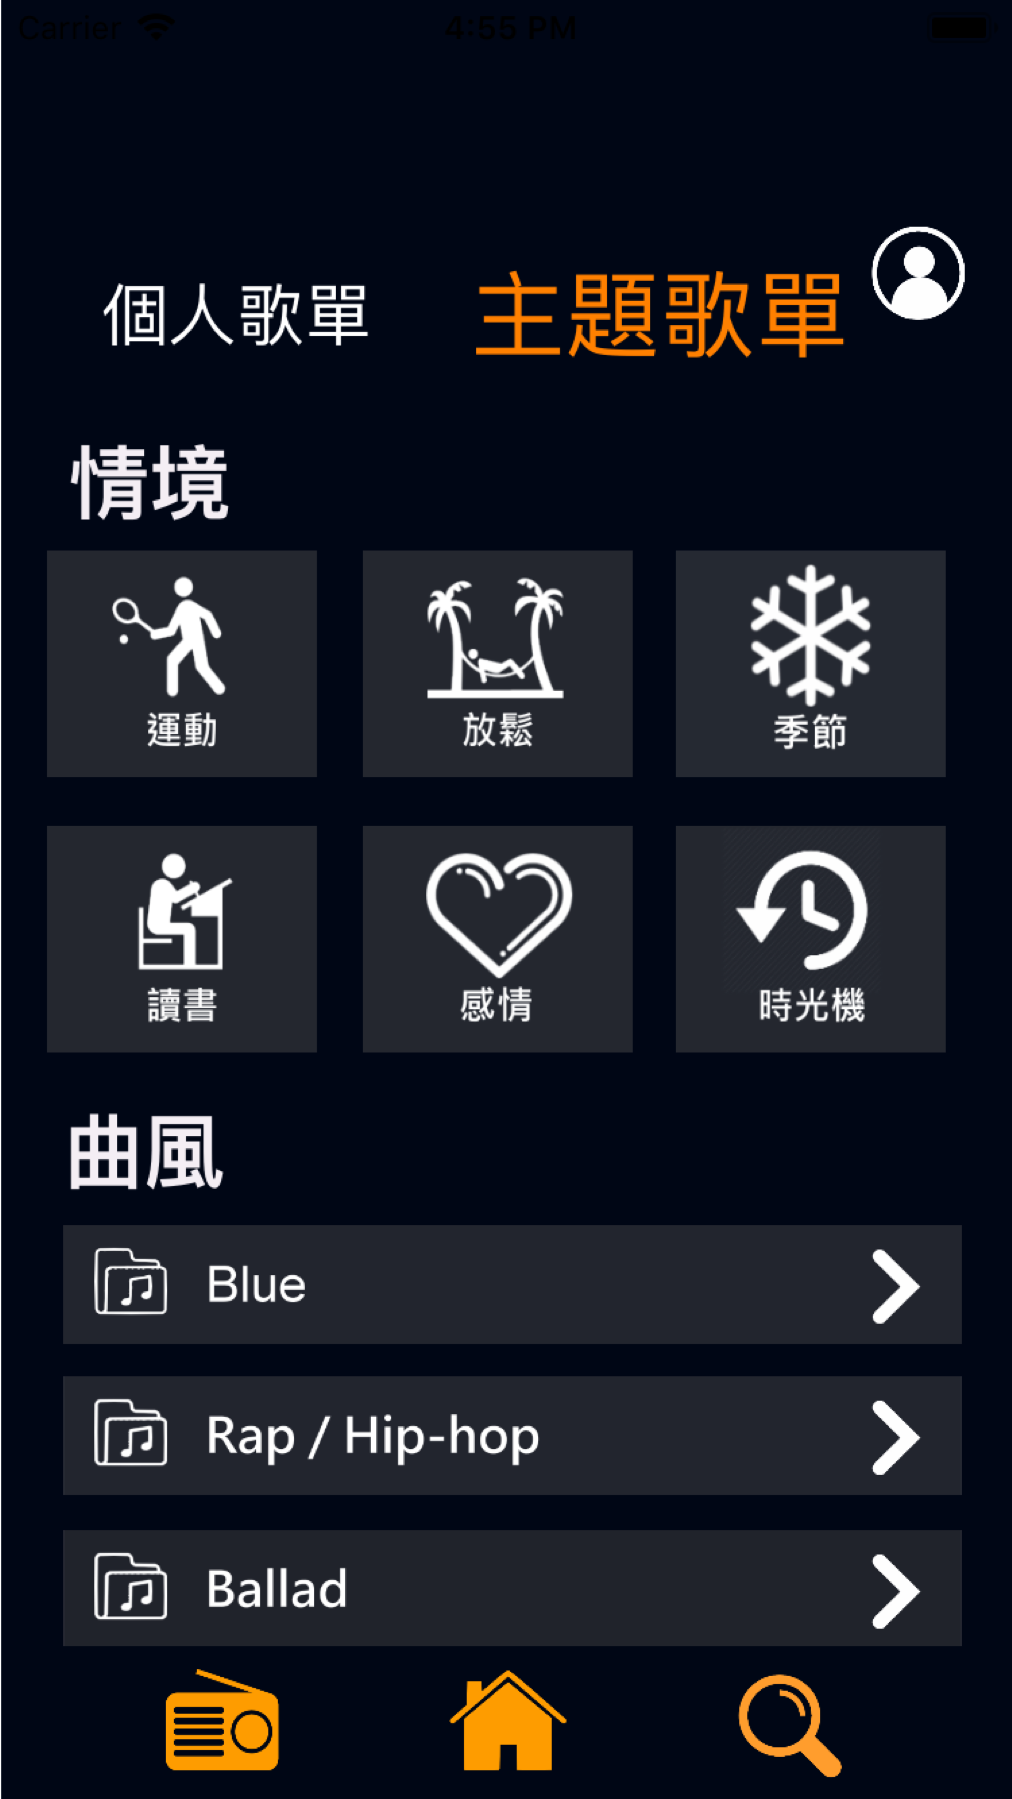 Carrier 4:55 PM
個人歌單 主題歌單
情境
運動 放鬆 季節
讀書 感情 時光機
曲風
Blue
Rap / Hip-hop
Ballad